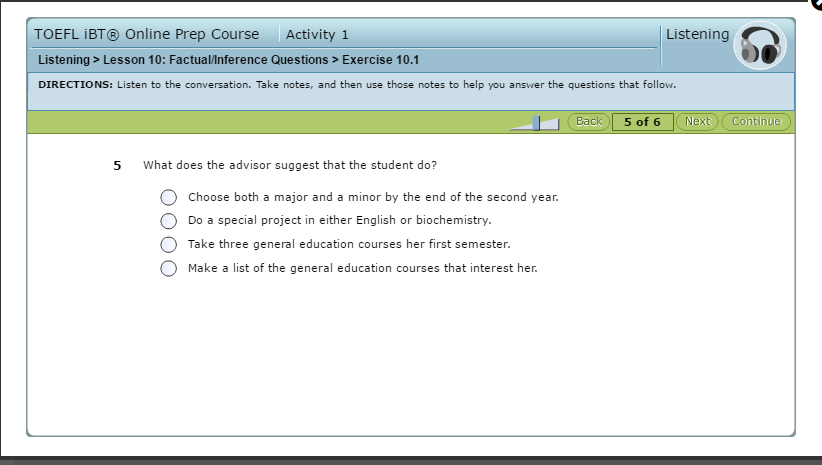 TOEFL iBT® Online Prep Course Activity 1 Listening
Listening > Lesson 10: Factual/Inference Questions > Exercise 10.1
DIRECTIONS: Listen to the conversation. Take notes, and then use those notes to help you answer the questions that follow.
Back 5 of 6 Next Continue
5 What does the advisor suggest that the student do?
Choose both a major and a minor by the end of the second year.
Do a special project in either English or biochemistry.
Take three general education courses her first semester.
Make a list of the general education courses that interest her.